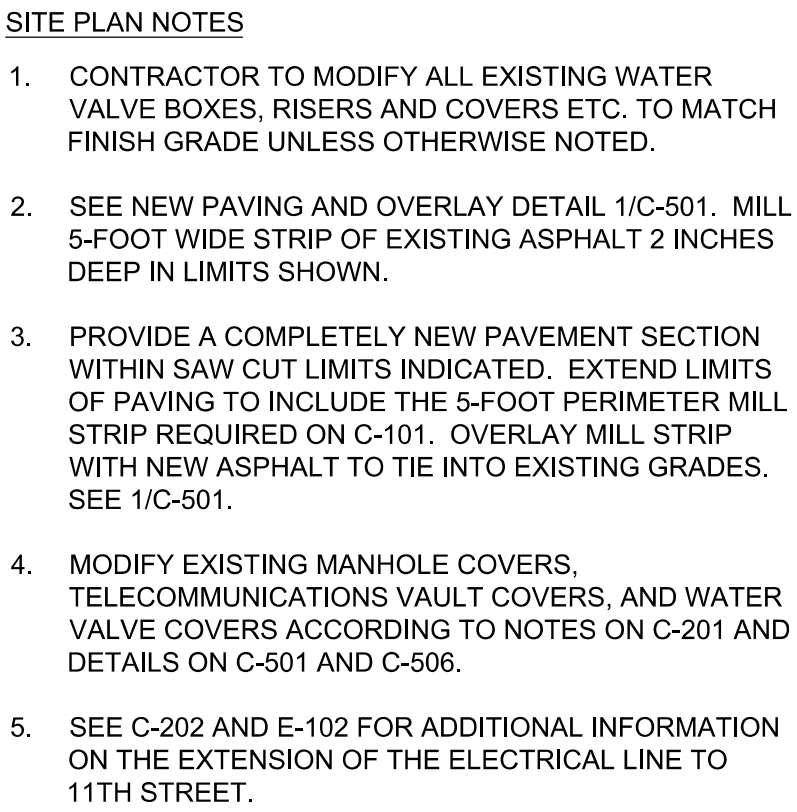 SITE PLAN NOTES
1. CONTRACTOR TO MODIFY ALL EXISTING WATER
VALVE BOXES, RISERS AND COVERS ETC. TO MATCH
FINISH GRADE UNLESS OTHERWISE NOTED.
2. SEE NEW PAVING AND OVERLAY DETAIL 1/C-501. MILL
5-FOOT WIDE STRIP OF EXISTING ASPHALT 2 INCHES
DEEP IN LIMITS SHOWN.
3. PROVIDE A COMPLETELY NEW PAVEMENT SECTION
WITHIN SAW CUT LIMITS INDICATED. EXTEND LIMITS
OF PAVING TO INCLUDE THE 5-FOOT PERIMETER MILL
STRIP REQUIRED ON C-101. OVERLAY MILL STRIP
WITH NEW ASPHALT TO TIE INTO EXISTING GRADES.
SEE 1/C-501.
4. MODIFY EXISTING MANHOLE COVERS,
TELECOMMUNICATIONS VAULT COVERS, AND WATER
VALVE COVERS ACCORDING TO NOTES ON C-201 AND
DETAILS ON C-501 AND C-506.
5. SEE C-202 AND E-102 FOR ADDITIONAL INFORMATION
ON THE EXTENSION OF THE ELECTRICAL LINE TO
11TH STREET.